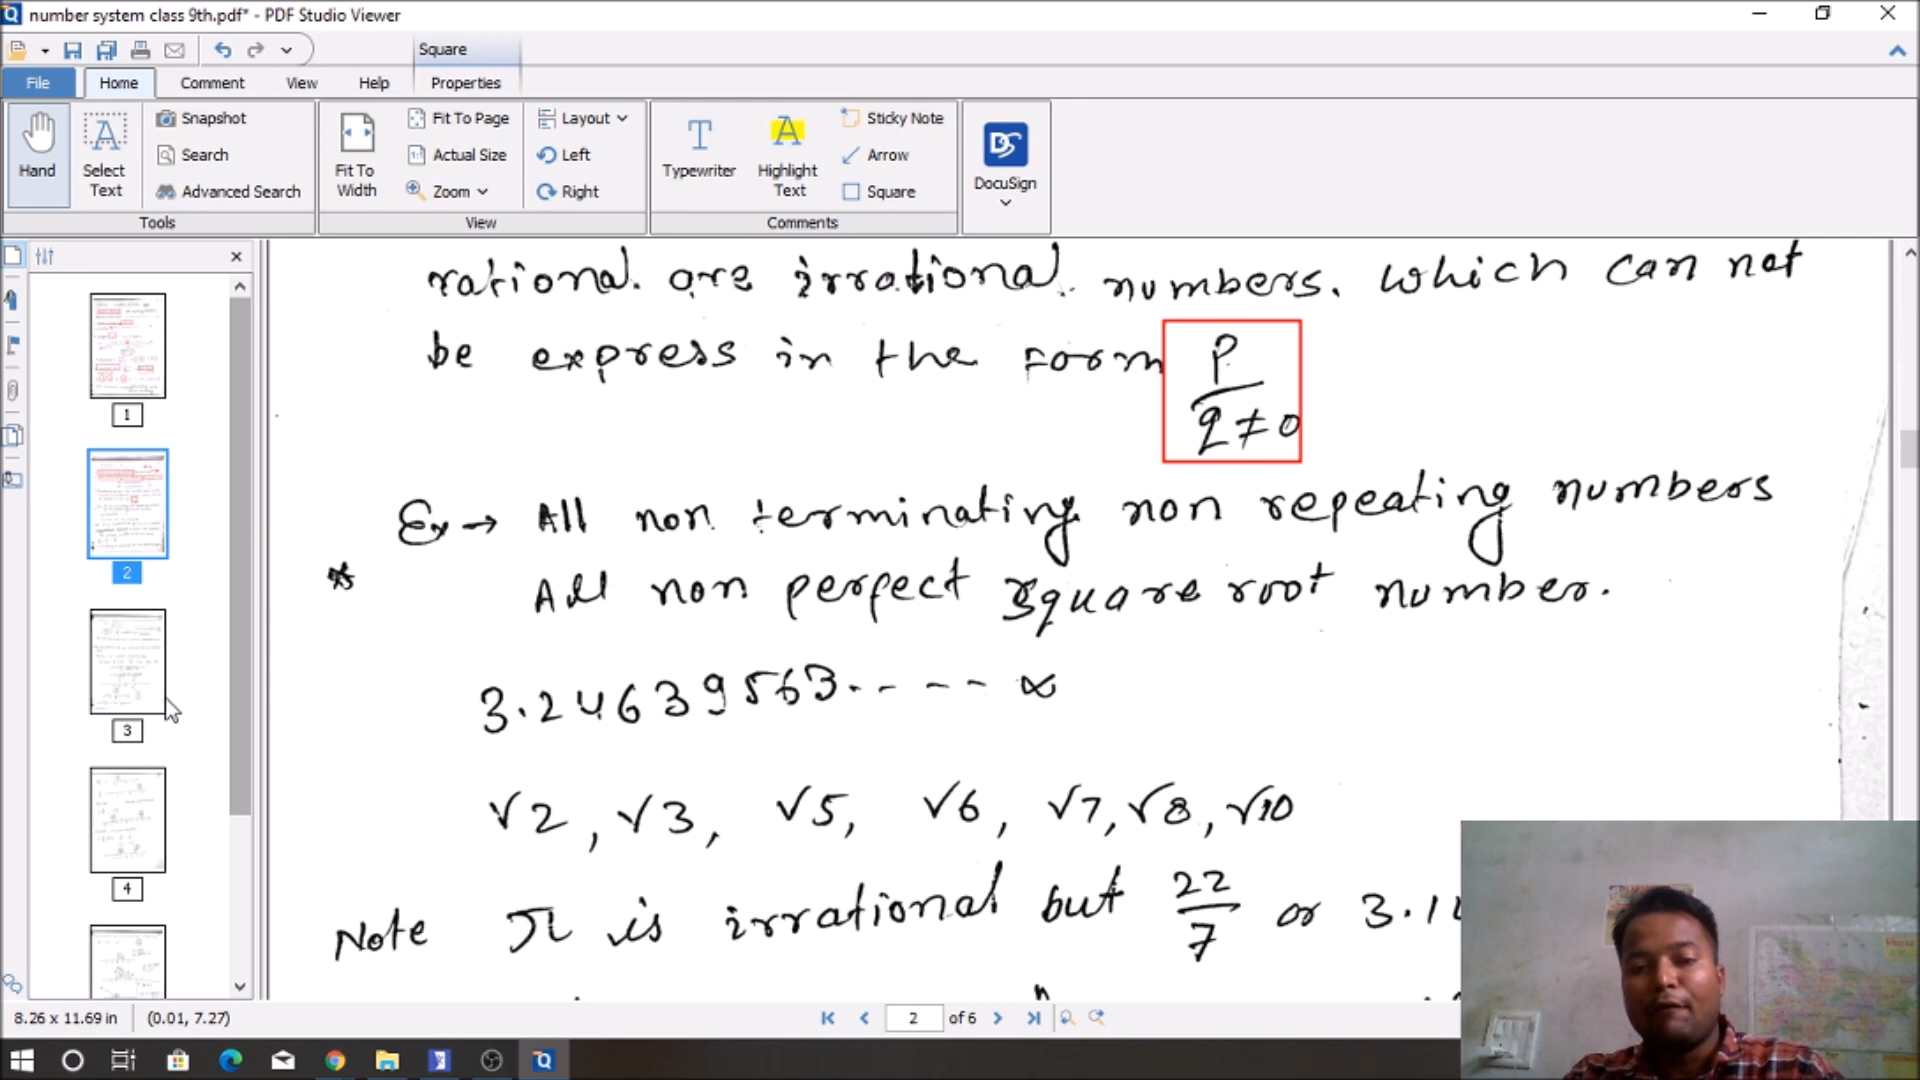 number system class 9th.pdf* - PDF Studio Viewer
Square
File Home Comment View Help Properties
Hand
Select Text
Snapshot
Search
Advanced Search
Tools
Fit To Width
Fit To Page
Actual Size
Zoom
Layout
Left
Right
View
Typewriter
Highlight Text
Sticky Note
Arrow
Square
Comments
DocuSign
rational are irrational numbers. which can not
be express in the form P/q≠0
Ex → All non terminating non repeating numbers
* All non perfect square root number.
3.24639563------∞
√2, √3, √5, √6, √7, √8, √10
Note π is irrational but 22/7 or 3.1
1
2
3
4
8.26 x 11.69 in (0.01, 7.27) 2 of 6